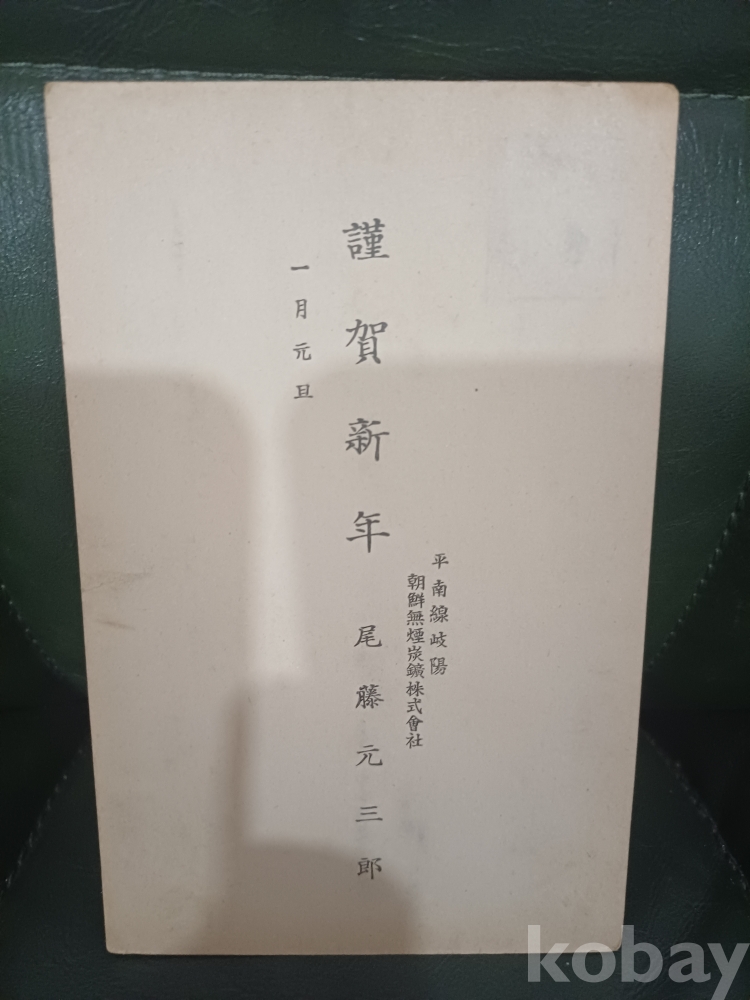 平南線岐陽
朝鮮無煙炭鑛株式會社
謹賀新年 尾藤元三郎
一月元旦
kobay